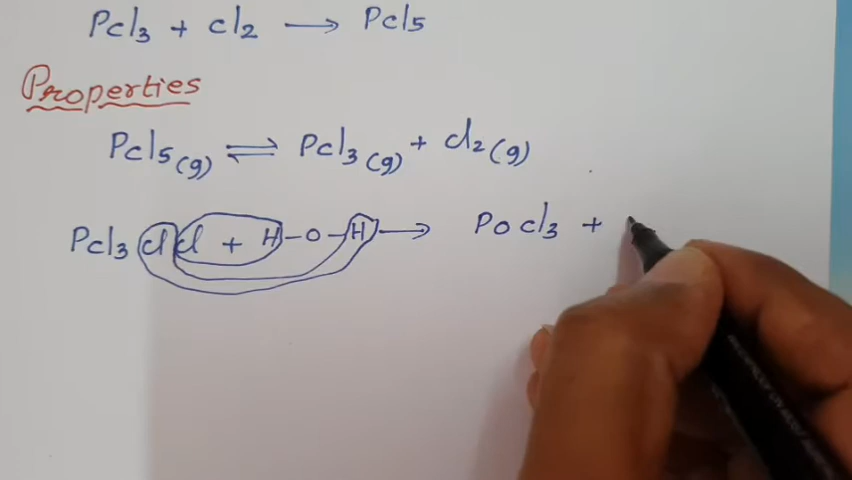 Pcl3 + cl2 → Pcl5
Properties
Pcl5(g) ⇌ Pcl3(g) + cl2(g)
Pcl3 cl cl + H-O-H → POcl3 +